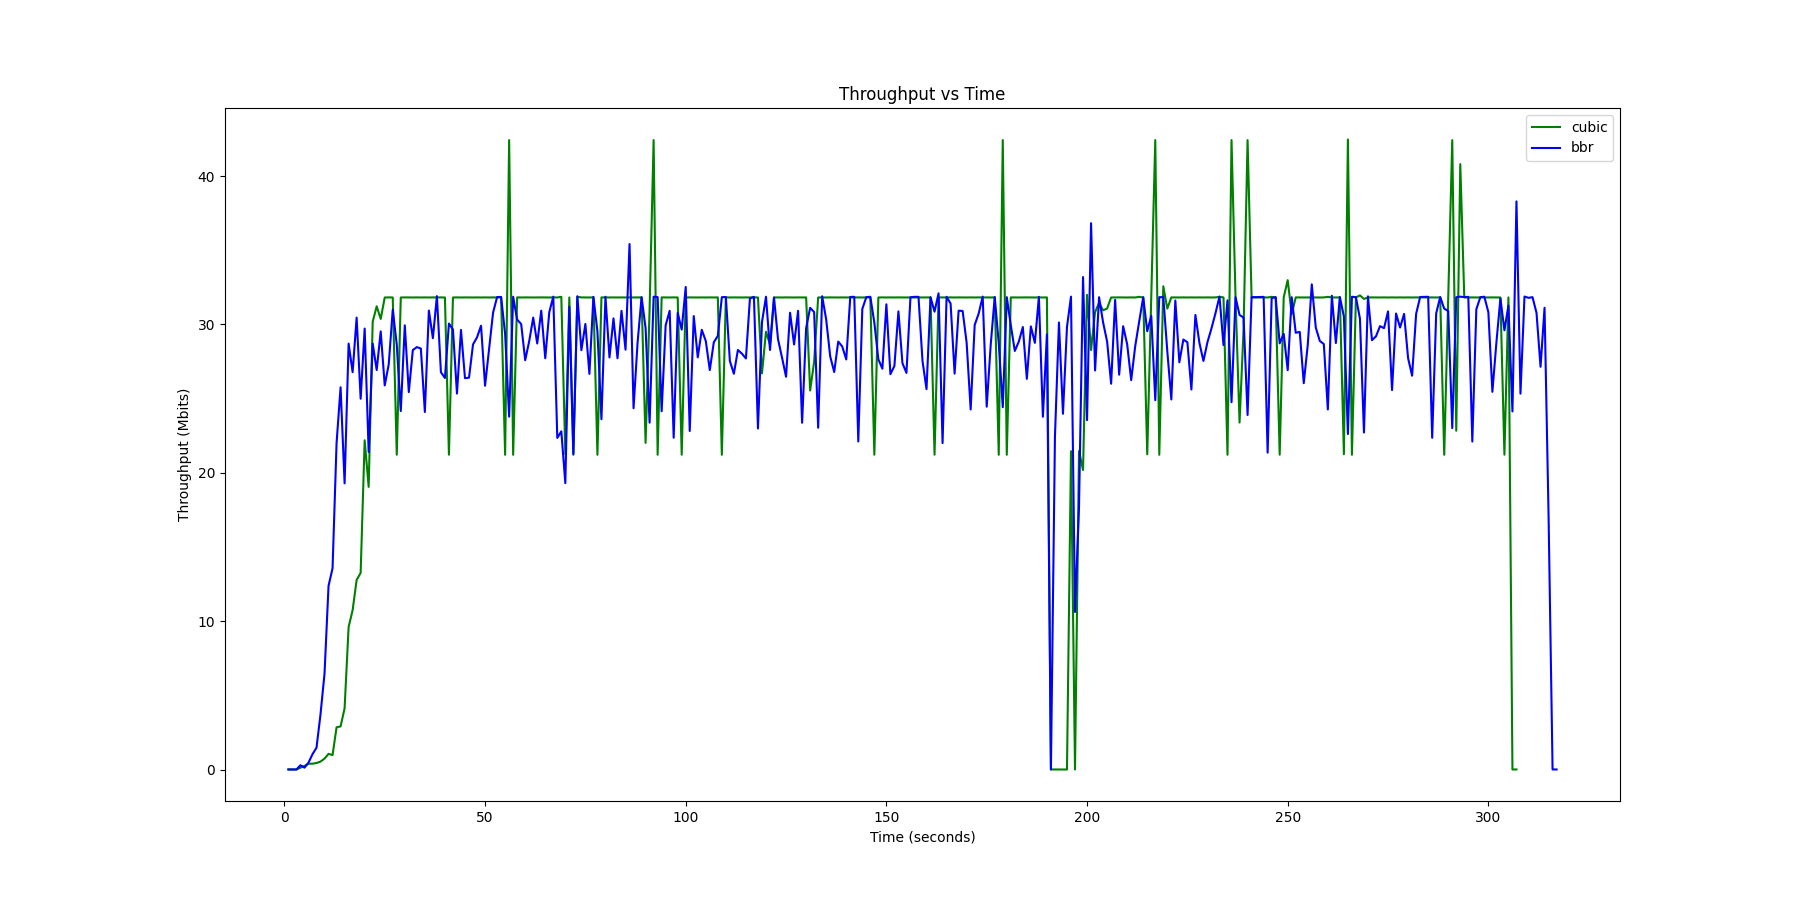 Throughput vs Time
cubic
bbr
Throughput (Mbits)
40
30
20
10
0
0 50 100 150 200 250 300
Time (seconds)